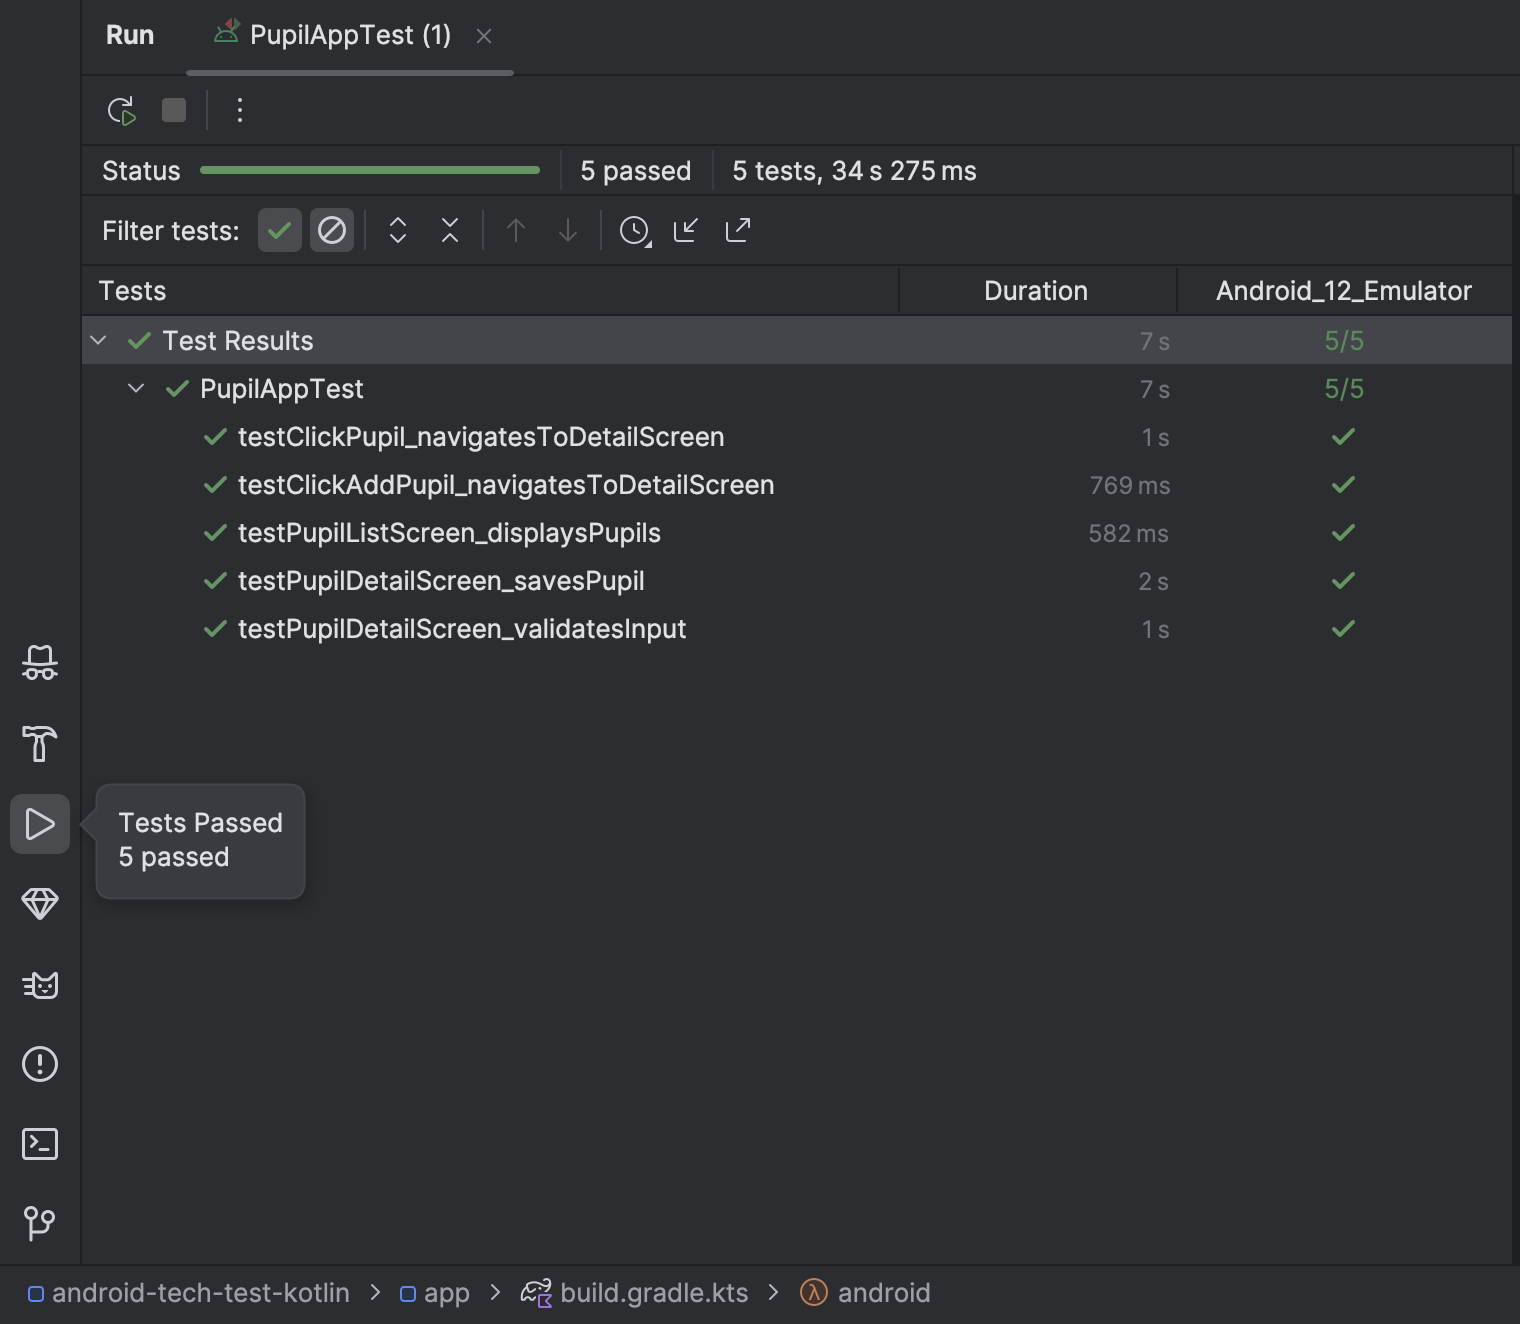 Run PupilAppTest (1)
Status 5 passed 5 tests, 34 s 275 ms
Filter tests:
Tests Duration Android_12_Emulator
Test Results 7 s 5/5
PupilAppTest 7 s 5/5
testClickPupil_navigatesToDetailScreen 1 s
testClickAddPupil_navigatesToDetailScreen 769 ms
testPupilListScreen_displaysPupils 582 ms
testPupilDetailScreen_savesPupil 2 s
testPupilDetailScreen_validatesInput 1 s
Tests Passed
5 passed
android-tech-test-kotlin > app > build.gradle.kts > λ android